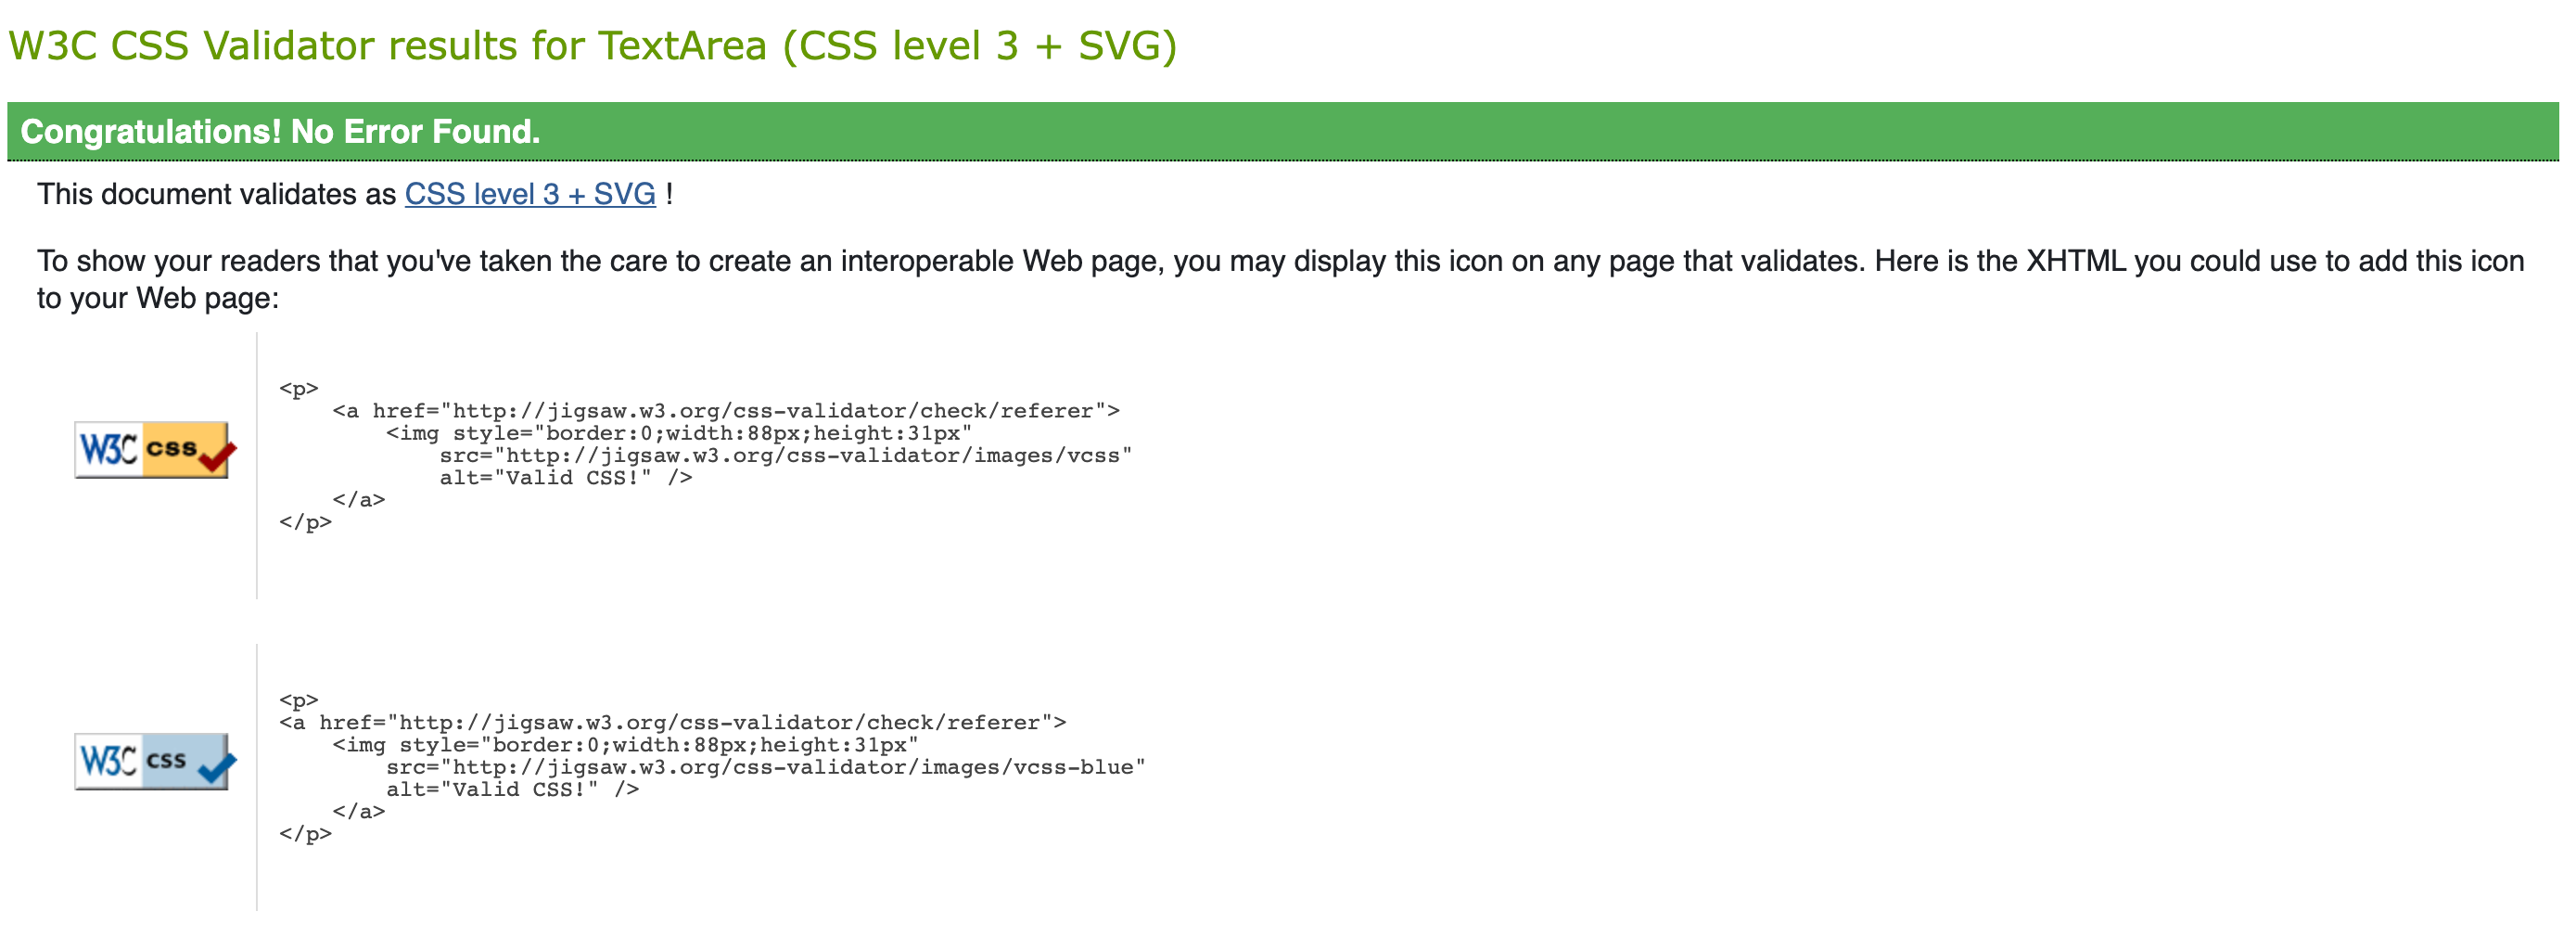 W3C CSS Validator results for TextArea (CSS level 3 + SVG)
Congratulations! No Error Found.
This document validates as CSS level 3 + SVG !
To show your readers that you've taken the care to create an interoperable Web page, you may display this icon on any page that validates. Here is the XHTML you could use to add this icon
to your Web page:
<p>
    <a href="http://jigsaw.w3.org/css-validator/check/referer">
        <img style="border:0;width:88px;height:31px"
W3C css
            src="http://jigsaw.w3.org/css-validator/images/vcss"
            alt="Valid CSS!" />
    </a>
</p>
<p>
<a href="http://jigsaw.w3.org/css-validator/check/referer">
    <img style="border:0;width:88px;height:31px"
W3C css
        src="http://jigsaw.w3.org/css-validator/images/vcss-blue"
        alt="Valid CSS!" />
    </a>
</p>